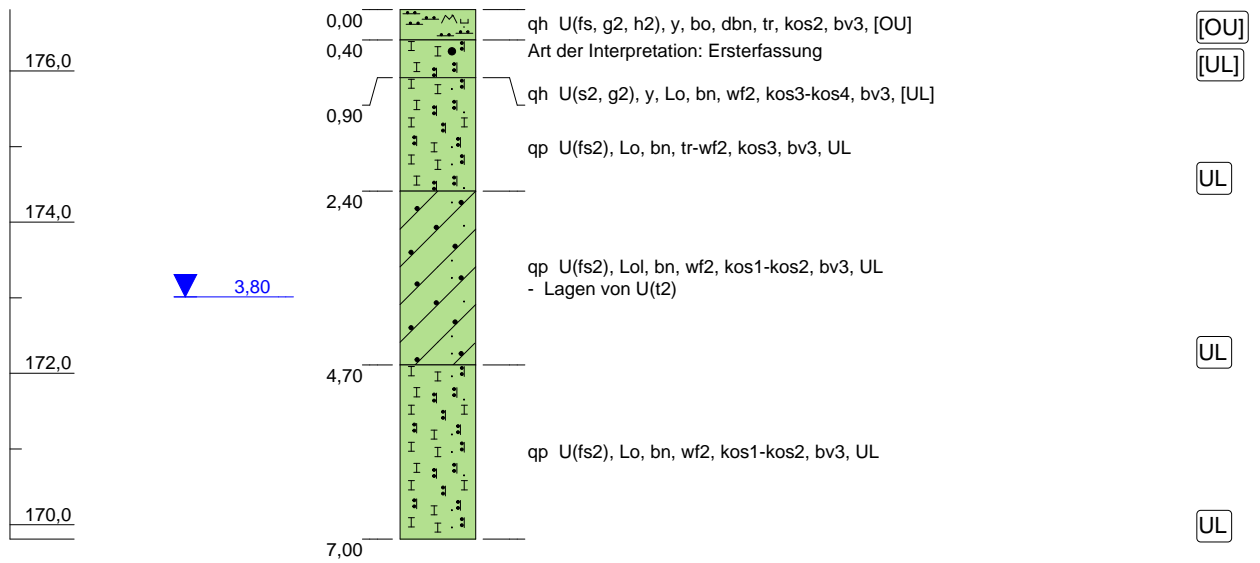 0,00 qh U(fs, g2, h2), y, bo, dbn, tr, kos2, bv3, [OU] [OU]
0,40 Art der Interpretation: Ersterfassung
176,0 [UL]
qh U(s2, g2), y, Lo, bn, wf2, kos3-kos4, bv3, [UL]
0,90
qp U(fs2), Lo, bn, tr-wf2, kos3, bv3, UL
UL
2,40
174,0
qp U(fs2), Lol, bn, wf2, kos1-kos2, bv3, UL
3,80
- Lagen von U(t2)
UL
172,0
4,70
qp U(fs2), Lo, bn, wf2, kos1-kos2, bv3, UL
170,0 UL
7,00